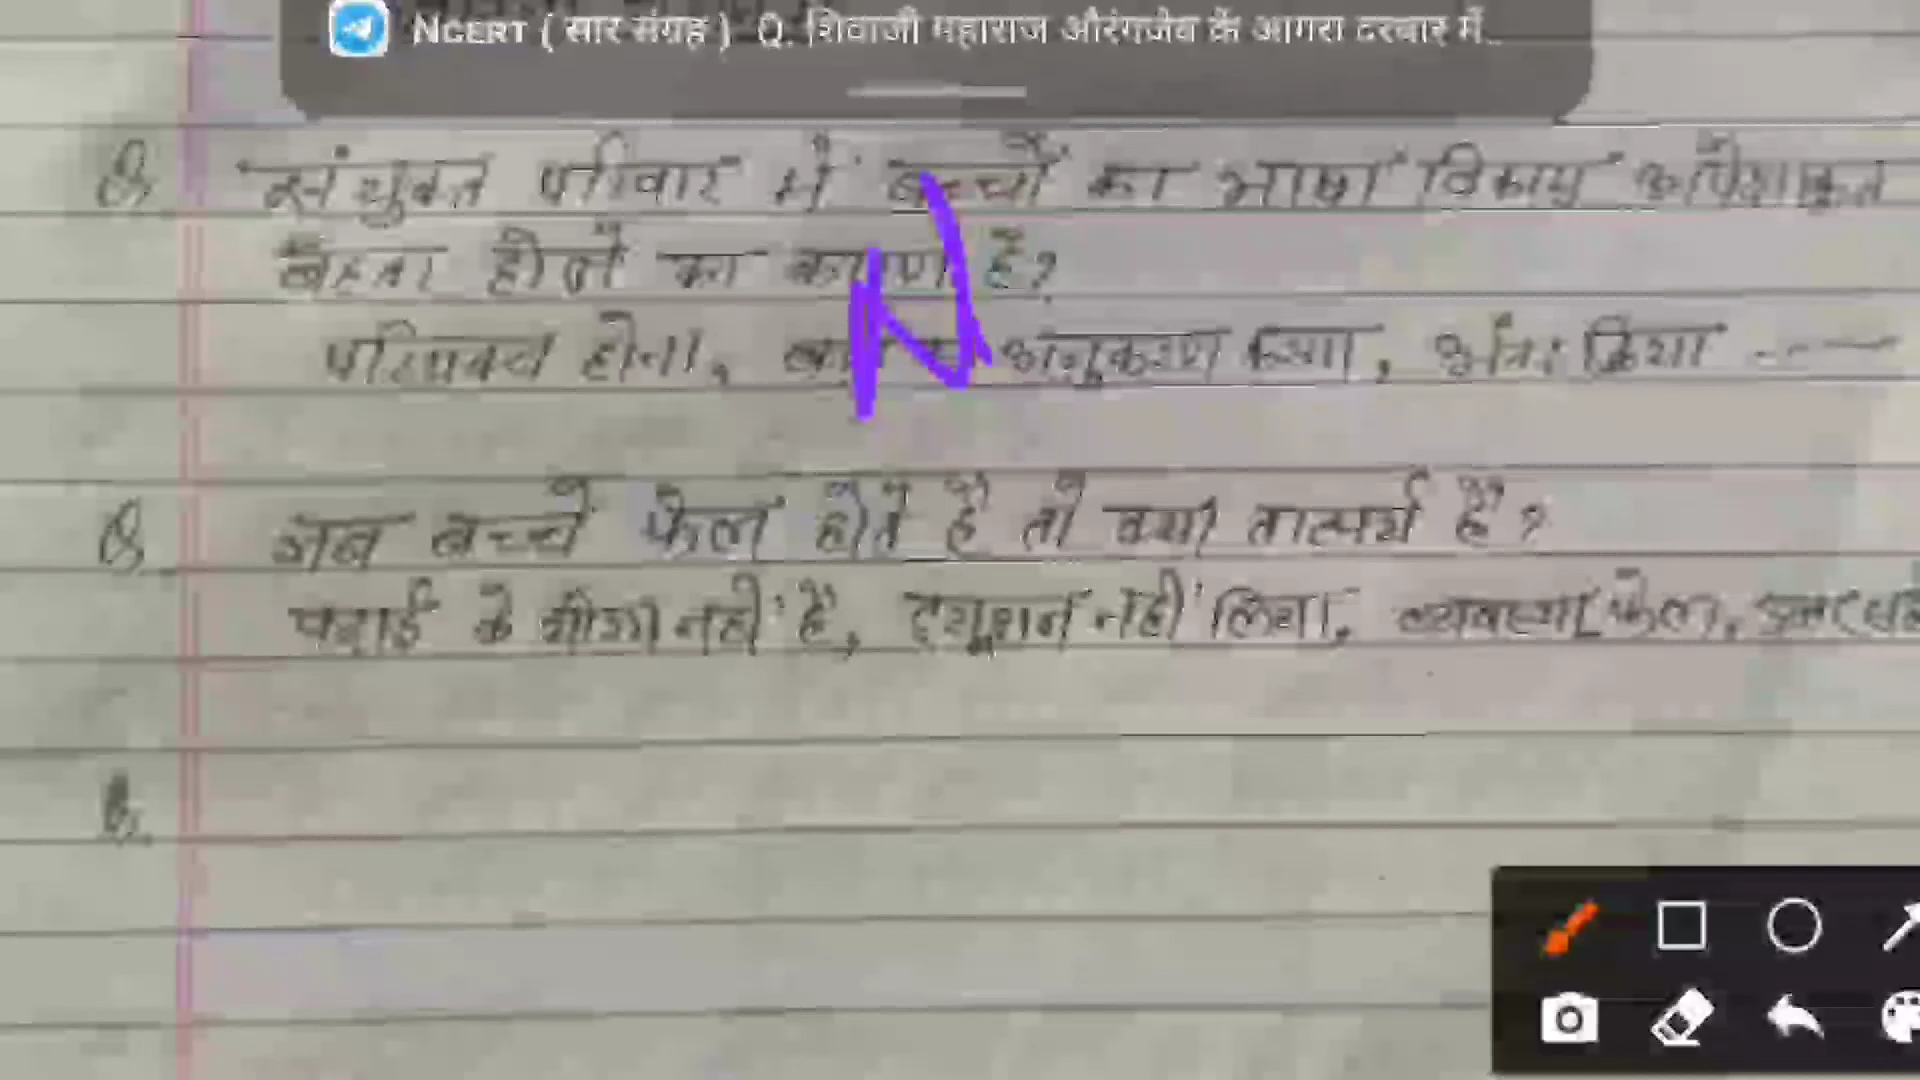 NCERT ( सार संग्रह ) Q. शिवाजी महाराज औरंगजेब के आगरा दरबार में..
Q. संयुक्त परिवार में बच्चों का भाषा विकास अपेक्षाकृत
बेहतर होने का कारण है?
परिपक्व होना, अनुकरण करना, अंतः क्रिया
Q. जब बच्चे फेल होते हैं तो क्या तात्पर्य है?
पढ़ाई के योग्य नहीं है, ट्यूशन नहीं लिया, व्यवस्था फेल,
Q.